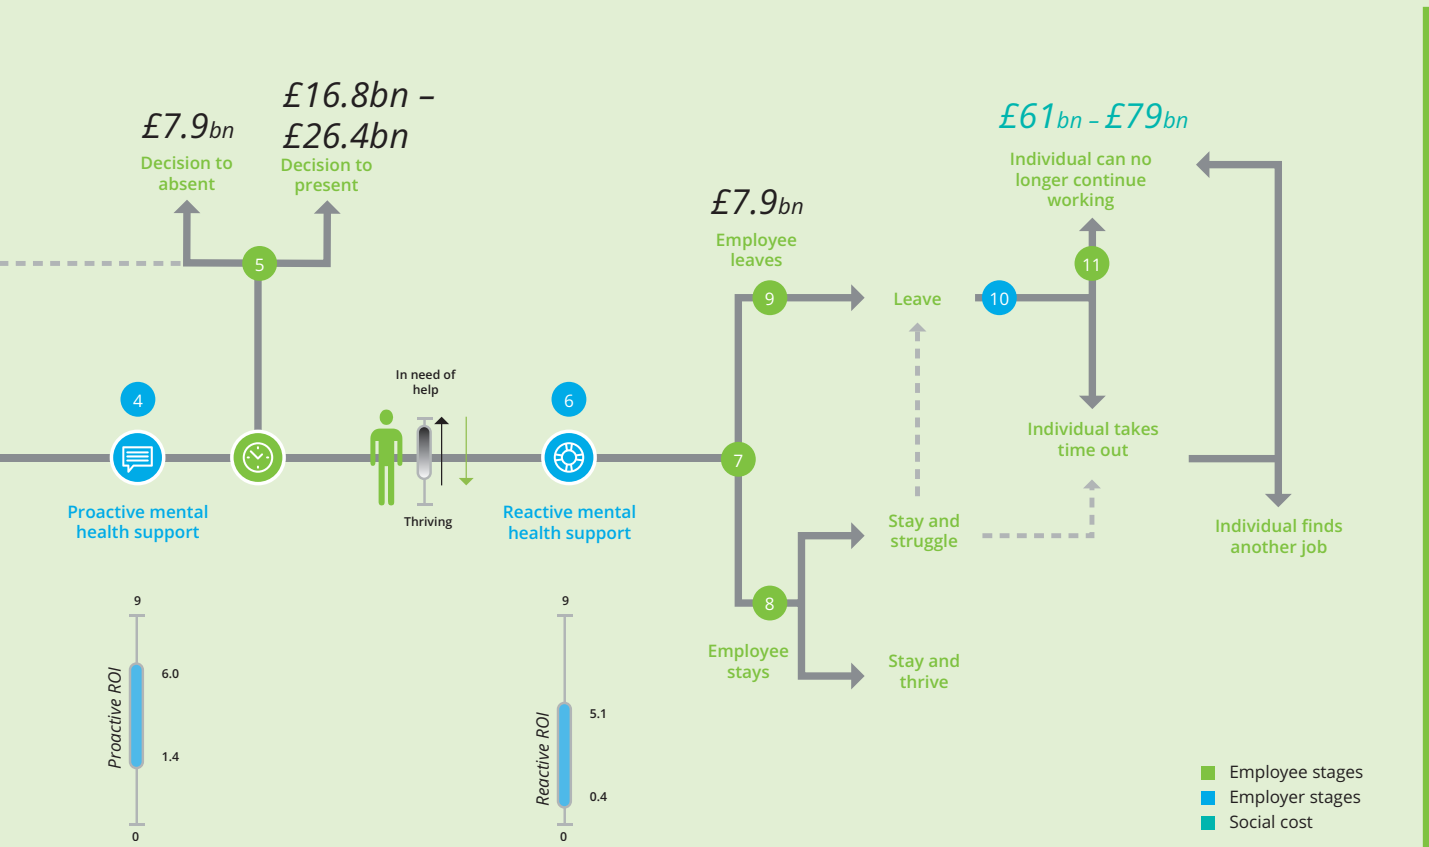 £7.9bn
Decision to
absent
£16.8bn –
£26.4bn
Decision to
present
5
4
Proactive mental
health support
In need of
help
Thriving
6
Reactive mental
health support
7
£7.9bn
Employee
leaves
9
Leave
10
£61bn – £79bn
Individual can no
longer continue
working
11
Individual takes
time out
Individual finds
another job
Stay and
struggle
8
Employee
stays
Stay and
thrive
9
6.0
Proactive ROI
1.4
0
9
5.1
Reactive ROI
0.4
0
Employee stages
Employer stages
Social cost